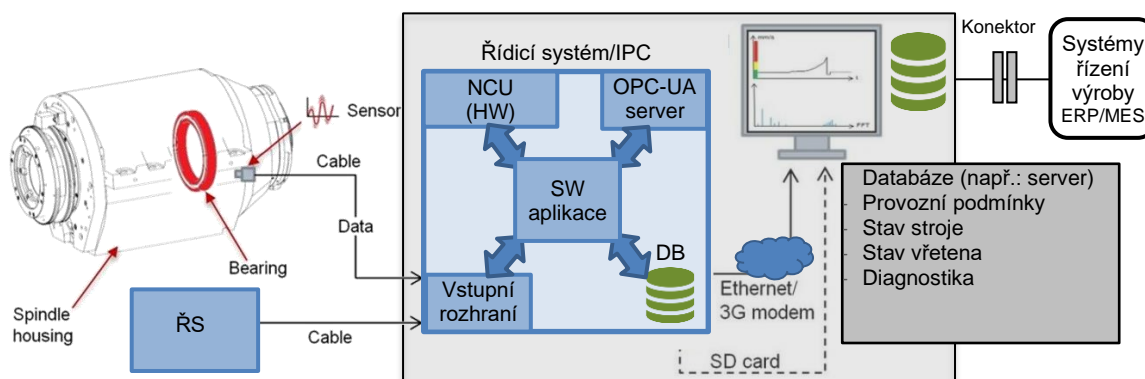 Sensor
Cable
Data
Bearing
Spindle
housing
ŘS
Cable
Řídicí systém/IPC
NCU
(HW)
OPC-UA
server
SW
aplikace
Vstupní
rozhraní
DB
Ethernet/
3G modem
SD card
mm/s
t
Konektor
Systémy
řízení
výroby
ERP/MES
Databáze (např.: server)
- Provozní podmínky
- Stav stroje
- Stav vřetena
- Diagnostika